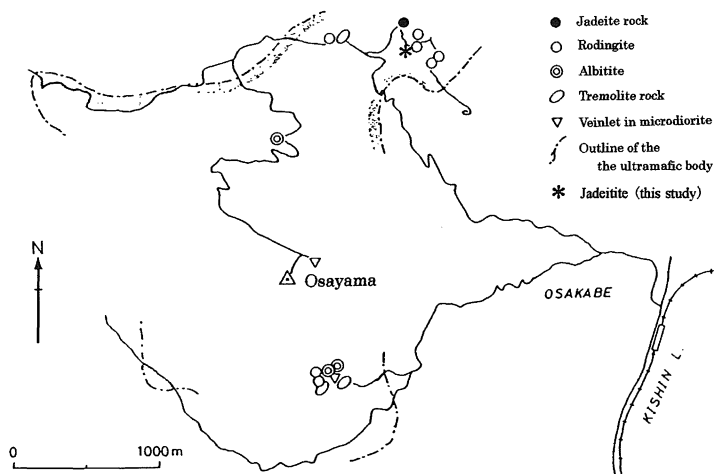 Jadeite rock
Rodingite
Albitite
Tremolite rock
Veinlet in microdiorite
Outline of the
the ultramafic body
Jadeitite (this study)
N
Osayama
OSAKABE
KISHIN L.
0 1000 m